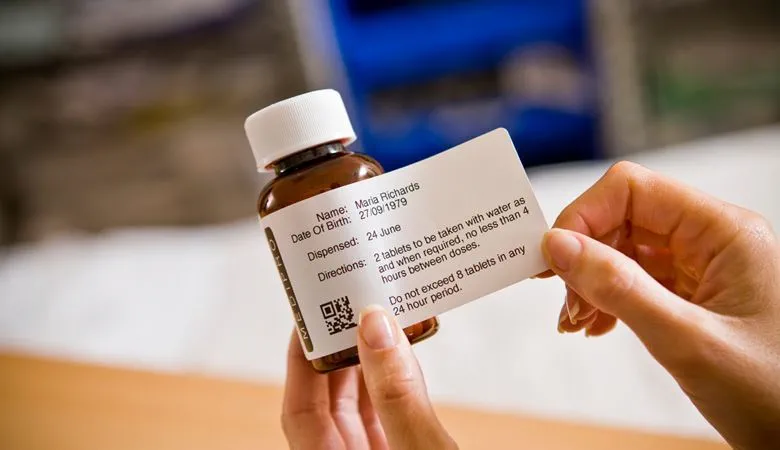 Name: Maria Richards
Date Of Birth: 27/09/1979
Dispensed: 24 June
Directions: 2 tablets to be taken with water as
and when required, no less than 4
hours between doses.
Do not exceed 8 tablets in any
24 hour period.